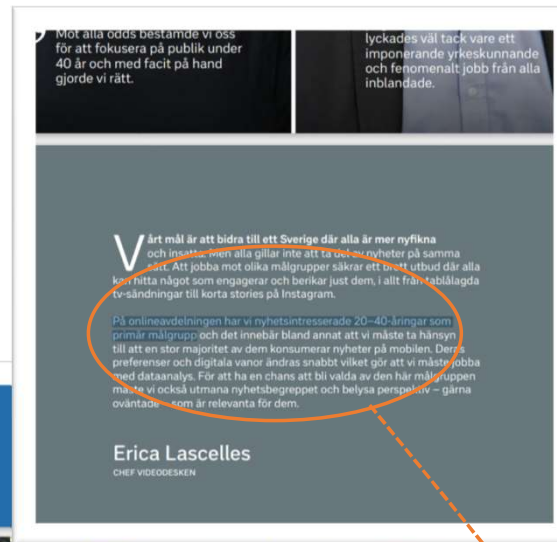 Mot alla odds bestämde vi oss
för att fokusera på publik under
40 år och med facit på hand
gjorde vi rätt.
lyckades väl tack vare ett
imponerande yrkeskunnande
och fenomenalt jobb från alla
inblandade.
Vårt mål är att bidra till ett Sverige där alla är mer nyfikna
och insatta. Men alla gillar inte att ta del av nyheter på samma
sätt. Att jobba mot olika målgrupper säkrar ett brett utbud där alla
kan hitta något som engagerar och berikar just dem, i allt från tablålagda
tv-sändningar till korta stories på Instagram.
På onlineavdelningen har vi nyhetsintresserade 20–40-åringar som
primär målgrupp och det innebär bland annat att vi måste ta hänsyn
till att en stor majoritet av dem konsumerar nyheter på mobilen. Deras
preferenser och digitala vanor ändras snabbt vilket gör att vi måste jobba
med dataanalys. För att ha en chans att bli valda av den här målgruppen
måste vi också utmana nyhetsbegreppet och belysa perspektiv – gärna
oväntade – som är relevanta för dem.
Erica Lascelles
CHEF VIDEODESKEN